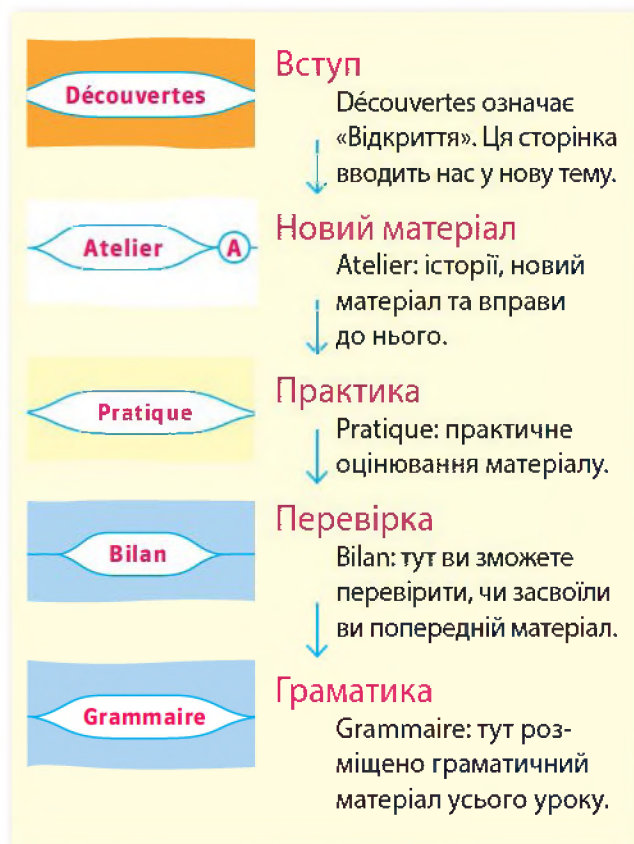 Découvertes
Вступ
Découvertes означає
«Відкриття». Ця сторінка
вводить нас у нову тему.
Atelier A
Новий матеріал
Atelier: історії, новий
матеріал та вправи
до нього.
Pratique
Практика
Pratique: практичне
оцінювання матеріалу.
Bilan
Перевірка
Bilan: тут ви зможете
перевірити, чи засвоїли
ви попередній матеріал.
Grammaire
Граматика
Grammaire: тут роз-
міщено граматичний
матеріал усього уроку.